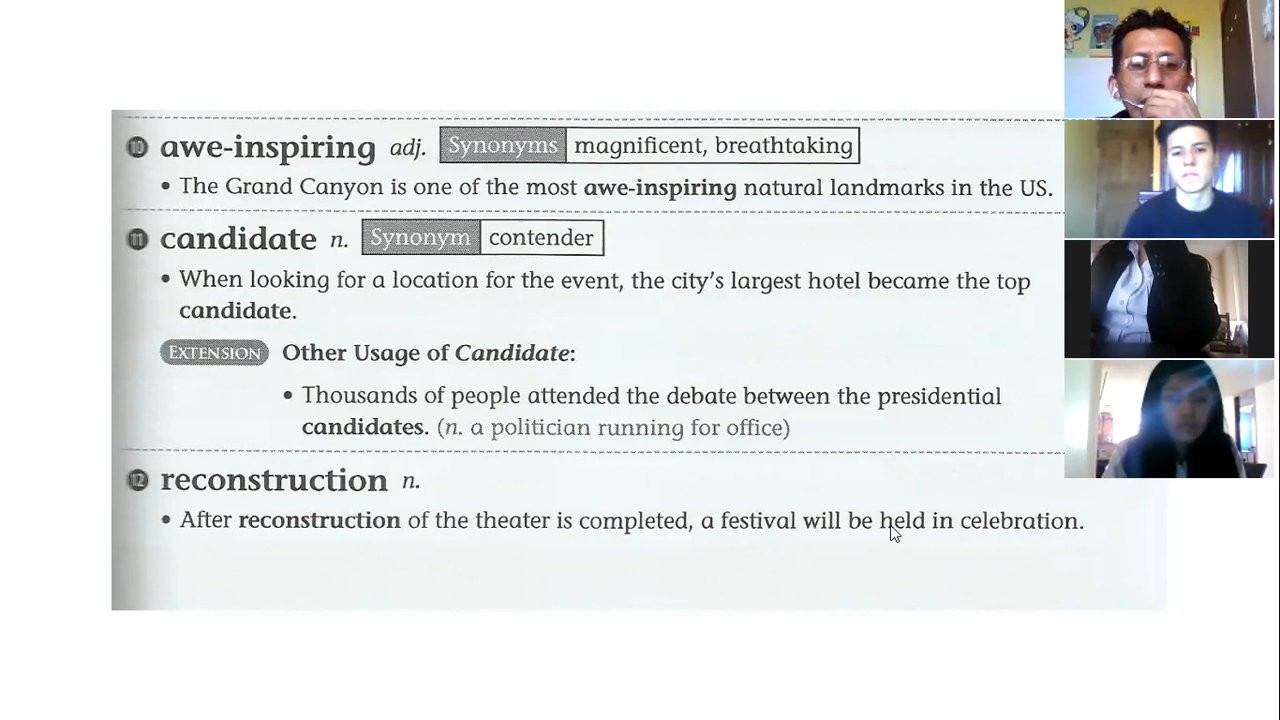 10 awe-inspiring adj. Synonyms magnificent, breathtaking
• The Grand Canyon is one of the most awe-inspiring natural landmarks in the US.
11 candidate n. Synonym contender
• When looking for a location for the event, the city's largest hotel became the top
candidate.
EXTENSION Other Usage of Candidate:
• Thousands of people attended the debate between the presidential
candidates. (n. a politician running for office)
12 reconstruction n.
• After reconstruction of the theater is completed, a festival will be held in celebration.